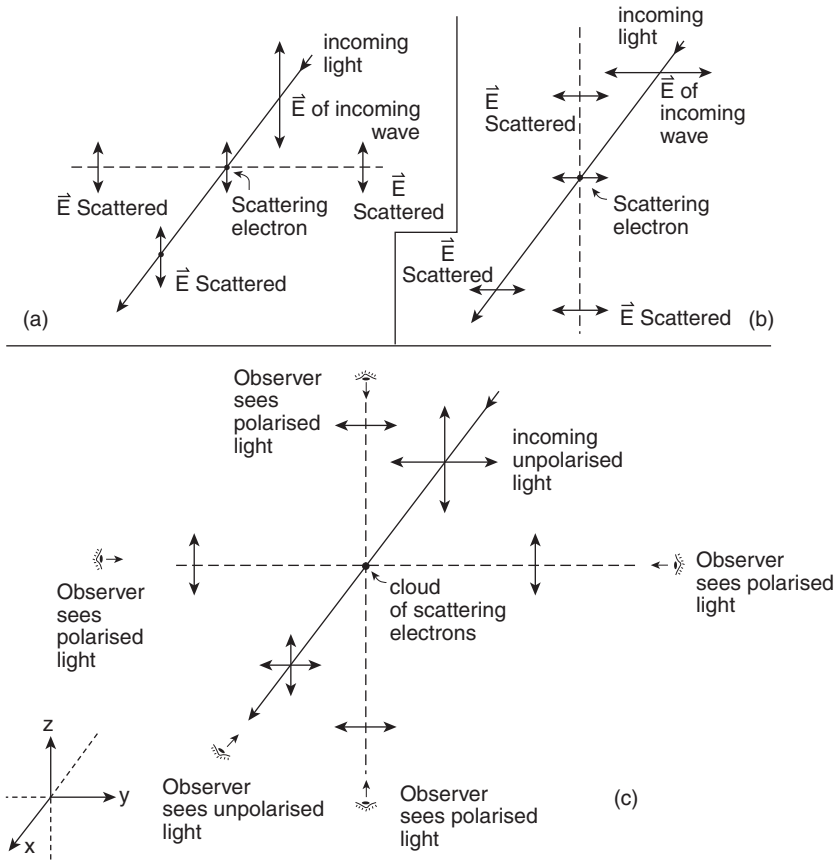 incoming
light
E⃗ of incoming
wave
E⃗ Scattered
Scattering
electron
E⃗
Scattered
E⃗ Scattered
(a)
incoming
light
E⃗
Scattered
E⃗ of
incoming
wave
Scattering
electron
E⃗
Scattered
E⃗ Scattered
(b)
Observer
sees
polarised
light
incoming
unpolarised
light
Observer
sees
polarised
light
cloud
of scattering
electrons
Observer
sees polarised
light
z
y
x
Observer
sees unpolarised
light
Observer
sees polarised
light
(c)